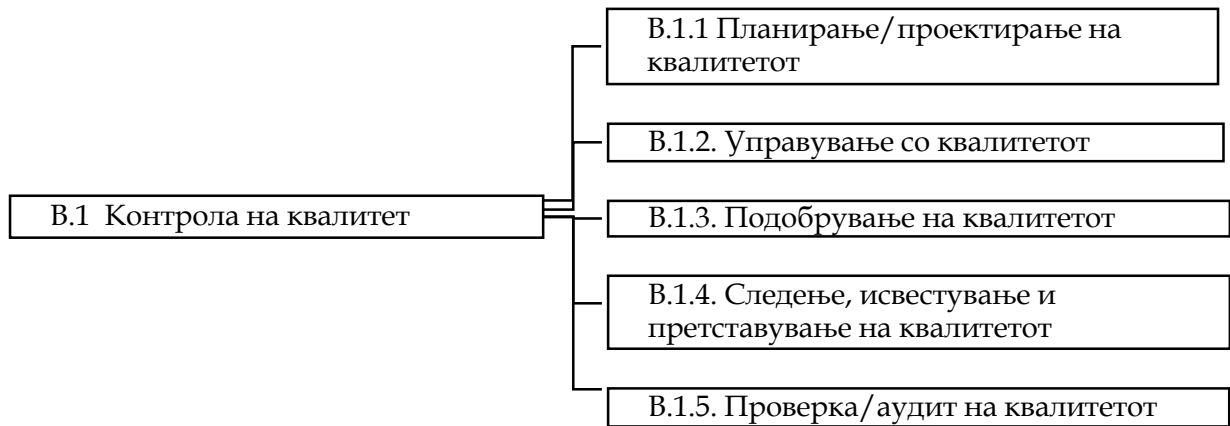 В.1.1 Планирање/проектирање на
квалитетот
В.1.2. Управување со квалитетот
В.1 Контрола на квалитет
В.1.3. Подобрување на квалитетот
В.1.4. Следење, исвестување и
претставување на квалитетот
В.1.5. Проверка/аудит на квалитетот